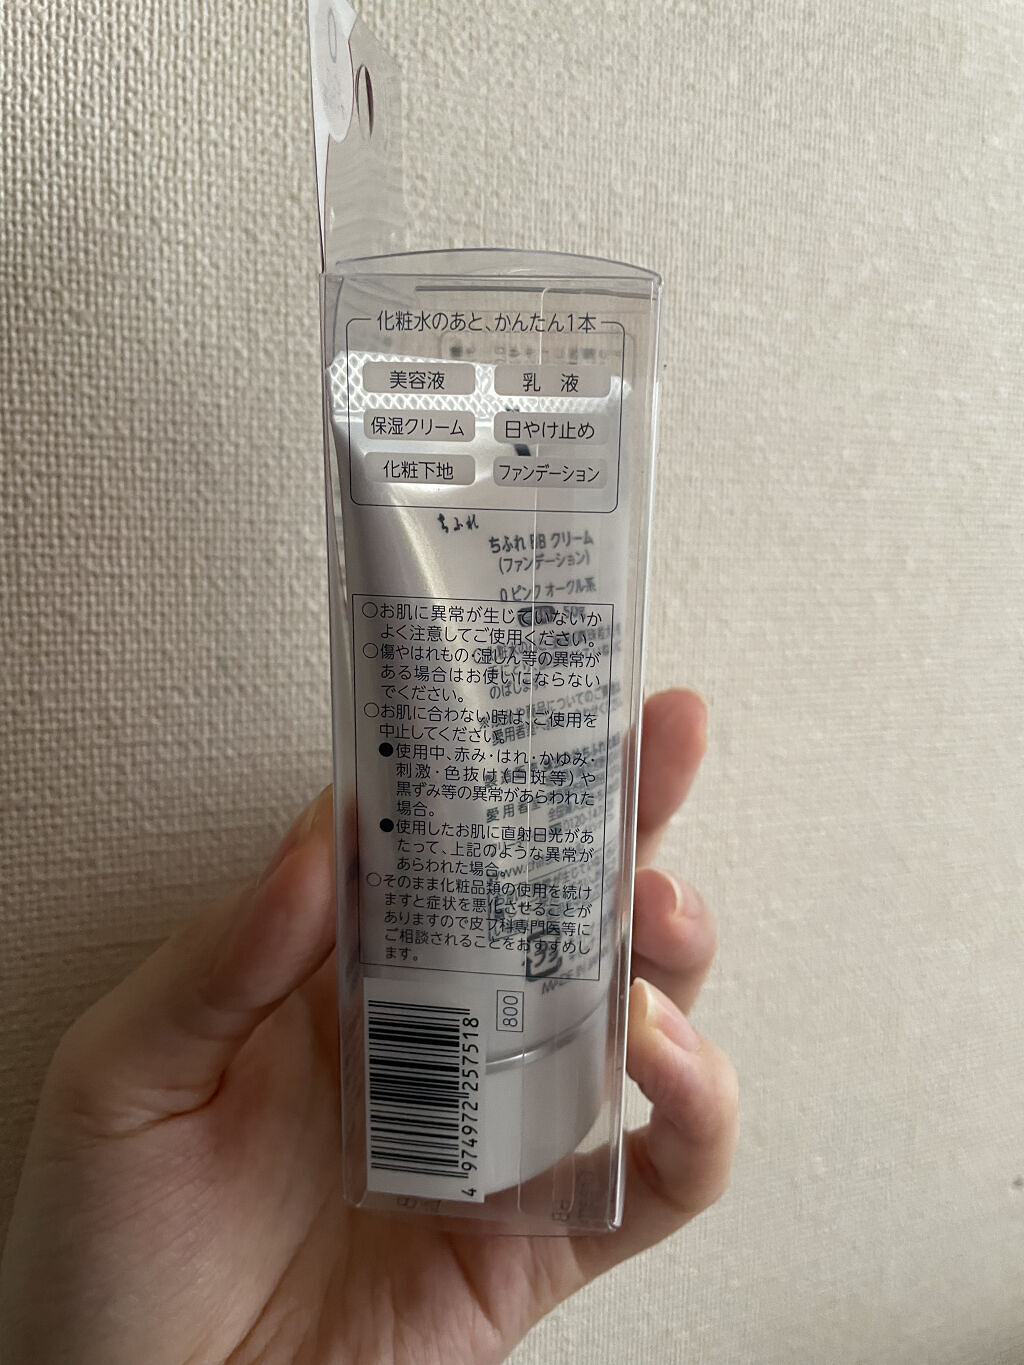 化粧水のあと、かんたん1本
美容液
乳 液
保湿クリーム
日やけ止め
化粧下地
ファンデーション
ちふれ
ちふれ BB クリーム
(ファンデーション)
0 ピンク オークル系
50g
○お肌に異常が生じていないか
よく注意してご使用ください。
○傷やはれもの・湿しん等の異常が
ある場合はお使いにならない
でください。
○お肌に合わない時は、ご使用を
中止してください。
●使用中、赤み・はれ・かゆみ・
刺激・色抜け(白斑等)や
黒ずみ等の異常があらわれた
場合。
●使用したお肌に直射日光があ
たって、上記のような異常が
あらわれた場合。
○そのまま化粧品類の使用を続け
ますと症状を悪化させることが
ありますので皮フ科専門医等に
ご相談されることをおすすめし
ます。
800
4 974972 257518